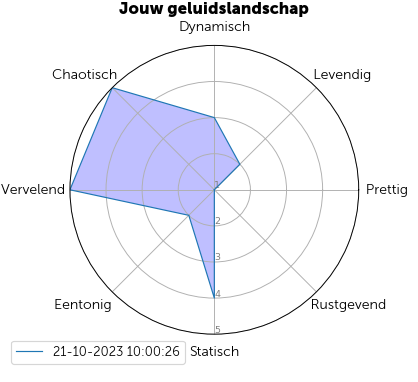 Jouw geluidslandschap
Dynamisch
Chaotisch
Levendig
Vervelend
1
Prettig
2
3
Eentonig
4
Rustgevend
5
21-10-2023 10:00:26
Statisch